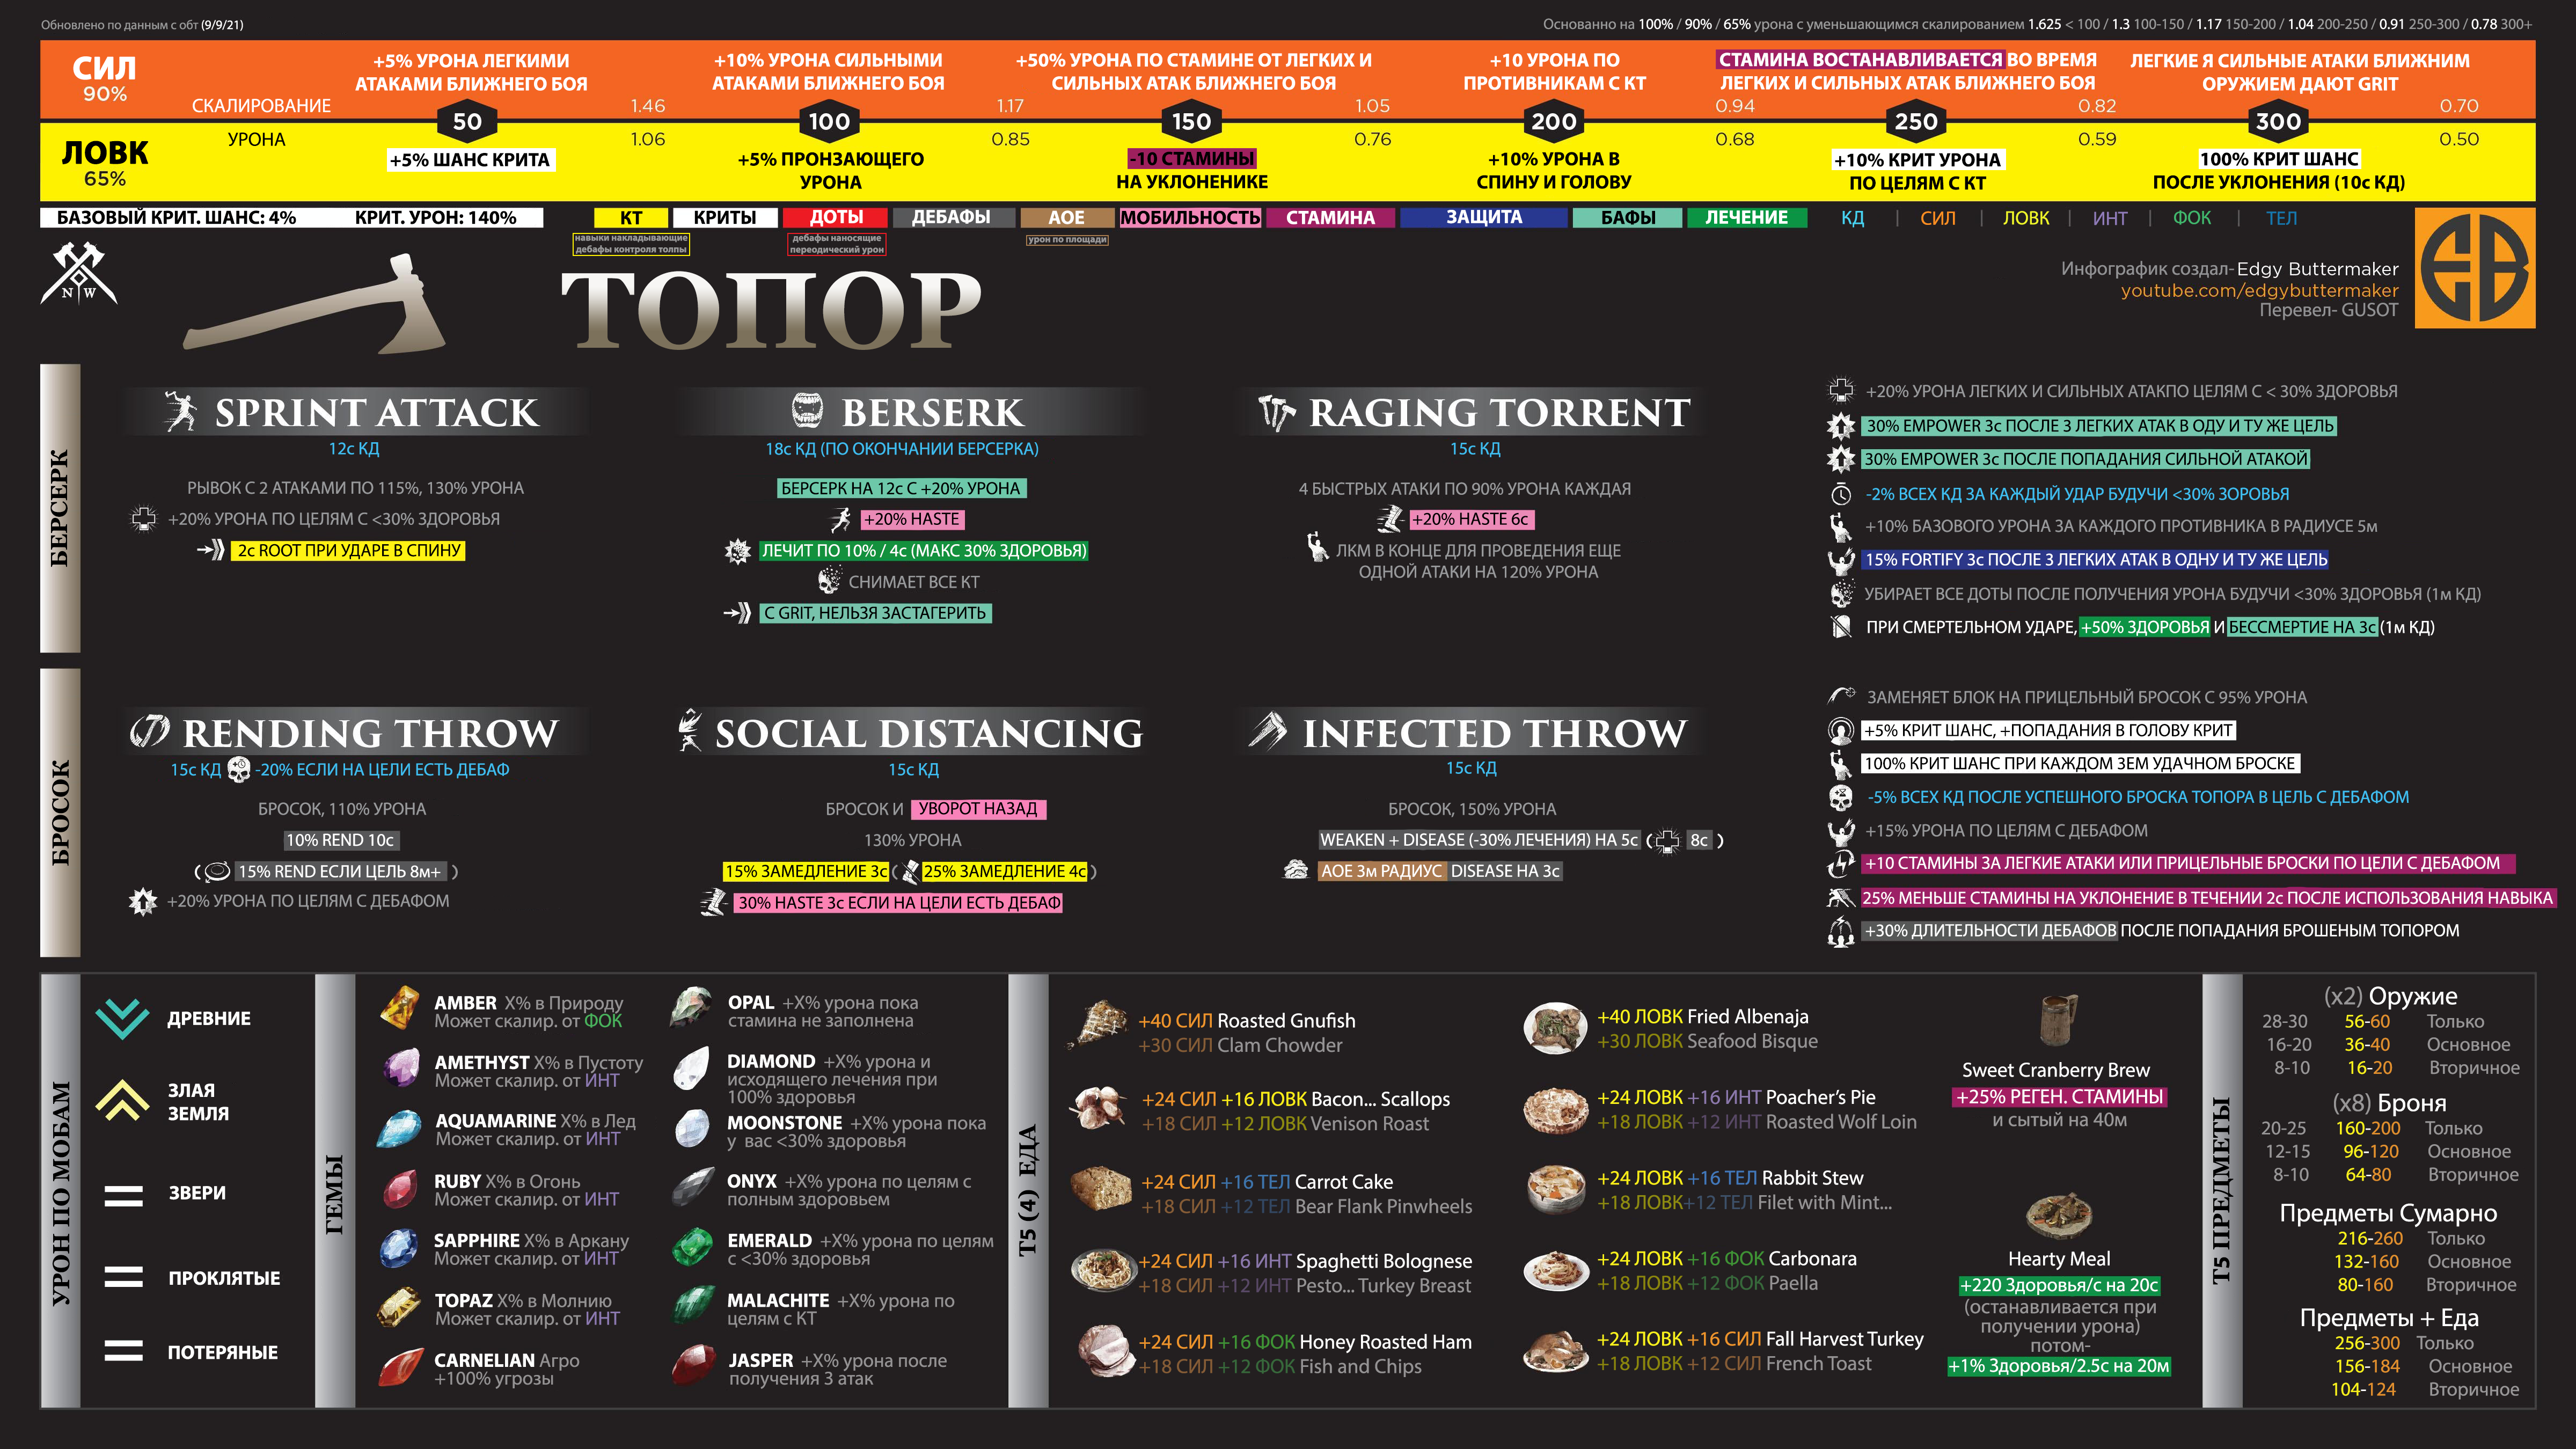 Обновлено по данным с обт (9/9/21)
Основанно на 100% / 90% / 65% урона с уменьшающимся скалированием 1.625 < 100 / 1.3 100-150 / 1.17 150-200 / 1.04 200-250 / 0.91 250-300 / 0.78 300+
СИЛ
90%
СКАЛИРОВАНИЕ
+5% УРОНА ЛЕГКИМИ
АТАКАМИ БЛИЖНЕГО БОЯ
+10% УРОНА СИЛЬНЫМИ
АТАКАМИ БЛИЖНЕГО БОЯ
+50% УРОНА ПО СТАМИНЕ ОТ ЛЕГКИХ И
СИЛЬНЫХ АТАК БЛИЖНЕГО БОЯ
+10 УРОНА ПО
ПРОТИВНИКАМ С КТ
СТАМИНА ВОСТАНАВЛИВАЕТСЯ ВО ВРЕМЯ
ЛЕГКИХ И СИЛЬНЫХ АТАК БЛИЖНЕГО БОЯ
ЛЕГКИЕ Я СИЛЬНЫЕ АТАКИ БЛИЖНИМ
ОРУЖИЕМ ДАЮТ GRIT
1.46 1.17 1.05 0.94 0.82 0.70
50 100 150 200 250 300
ЛОВК
65%
УРОНА
1.06 0.85 0.76 0.68 0.59 0.50
+5% ШАНС КРИТА
+5% ПРОНЗАЮЩЕГО
УРОНА
-10 СТАМИНЫ
НА УКЛОНЕНИКЕ
+10% УРОНА В
СПИНУ И ГОЛОВУ
+10% КРИТ УРОНА
ПО ЦЕЛЯМ С КТ
100% КРИТ ШАНС
ПОСЛЕ УКЛОНЕНИЯ (10с КД)
БАЗОВЫЙ КРИТ. ШАНС: 4% КРИТ. УРОН: 140%
КТ КРИТЫ ДОТЫ ДЕБАФЫ АОЕ МОБИЛЬНОСТЬ СТАМИНА ЗАЩИТА БАФЫ ЛЕЧЕНИЕ КД | СИЛ | ЛОВК | ИНТ | ФОК | ТЕЛ
навыки накладывающие
дебафы контроля толпы
дебафы наносящие
переодический урон
урон по площади
N W
ТОПОР
Инфографик создал- Edgy Buttermaker
youtube.com/edgybuttermaker
Перевел- GUSOT
EB
БЕРСЕРК
SPRINT ATTACK
12с КД
РЫВОК С 2 АТАКАМИ ПО 115%, 130% УРОНА
+20% УРОНА ПО ЦЕЛЯМ С <30% ЗДОРОВЬЯ
2с ROOT ПРИ УДАРЕ В СПИНУ
BERSERK
18с КД (ПО ОКОНЧАНИИ БЕРСЕРКА)
БЕРСЕРК НА 12с С +20% УРОНА
+20% HASTE
ЛЕЧИТ ПО 10% / 4с (МАКС 30% ЗДОРОВЬЯ)
СНИМАЕТ ВСЕ КТ
С GRIT, НЕЛЬЗЯ ЗАСТАГЕРИТЬ
RAGING TORRENT
15с КД
4 БЫСТРЫХ АТАКИ ПО 90% УРОНА КАЖДАЯ
+20% HASTE 6с
ЛКМ В КОНЦЕ ДЛЯ ПРОВЕДЕНИЯ ЕЩЕ
ОДНОЙ АТАКИ НА 120% УРОНА
+20% УРОНА ЛЕГКИХ И СИЛЬНЫХ АТАКПО ЦЕЛЯМ С < 30% ЗДОРОВЬЯ
30% EMPOWER 3с ПОСЛЕ 3 ЛЕГКИХ АТАК В ОДУ И ТУ ЖЕ ЦЕЛЬ
30% EMPOWER 3с ПОСЛЕ ПОПАДАНИЯ СИЛЬНОЙ АТАКОЙ
-2% ВСЕХ КД ЗА КАЖДЫЙ УДАР БУДУЧИ <30% ЗОРОВЬЯ
+10% БАЗОВОГО УРОНА ЗА КАЖДОГО ПРОТИВНИКА В РАДИУСЕ 5м
15% FORTIFY 3с ПОСЛЕ 3 ЛЕГКИХ АТАК В ОДНУ И ТУ ЖЕ ЦЕЛЬ
УБИРАЕТ ВСЕ ДОТЫ ПОСЛЕ ПОЛУЧЕНИЯ УРОНА БУДУЧИ <30% ЗДОРОВЬЯ (1м КД)
ПРИ СМЕРТЕЛЬНОМ УДАРЕ, +50% ЗДОРОВЬЯ И БЕССМЕРТИЕ НА 3с (1м КД)
БРОСОК
RENDING THROW
15с КД -20% ЕСЛИ НА ЦЕЛИ ЕСТЬ ДЕБАФ
БРОСОК, 110% УРОНА
10% REND 10с
( 15% REND ЕСЛИ ЦЕЛЬ 8м+ )
+20% УРОНА ПО ЦЕЛЯМ С ДЕБАФОМ
SOCIAL DISTANCING
15с КД
БРОСОК И УВОРОТ НАЗАД
130% УРОНА
15% ЗАМЕДЛЕНИЕ 3с ( 25% ЗАМЕДЛЕНИЕ 4с )
30% HASTE 3с ЕСЛИ НА ЦЕЛИ ЕСТЬ ДЕБАФ
INFECTED THROW
15с КД
БРОСОК, 150% УРОНА
WEAKEN + DISEASE (-30% ЛЕЧЕНИЯ) НА 5с ( 8с )
АОЕ 3м РАДИУС DISEASE НА 3с
ЗАМЕНЯЕТ БЛОК НА ПРИЦЕЛЬНЫЙ БРОСОК С 95% УРОНА
+5% КРИТ ШАНС, +ПОПАДАНИЯ В ГОЛОВУ КРИТ
100% КРИТ ШАНС ПРИ КАЖДОМ 3ЕМ УДАЧНОМ БРОСКЕ
-5% ВСЕХ КД ПОСЛЕ УСПЕШНОГО БРОСКА ТОПОРА В ЦЕЛЬ С ДЕБАФОМ
+15% УРОНА ПО ЦЕЛЯМ С ДЕБАФОМ
+10 СТАМИНЫ ЗА ЛЕГКИЕ АТАКИ ИЛИ ПРИЦЕЛЬНЫЕ БРОСКИ ПО ЦЕЛИ С ДЕБАФОМ
25% МЕНЬШЕ СТАМИНЫ НА УКЛОНЕНИЕ В ТЕЧЕНИИ 2с ПОСЛЕ ИСПОЛЬЗОВАНИЯ НАВЫКА
+30% ДЛИТЕЛЬНОСТИ ДЕБАФОВ ПОСЛЕ ПОПАДАНИЯ БРОШЕНЫМ ТОПОРОМ
УРОН ПО МОБАМ
ДРЕВНИЕ
ЗЛАЯ
ЗЕМЛЯ
ЗВЕРИ
ПРОКЛЯТЫЕ
ПОТЕРЯНЫЕ
ГЕМЫ
AMBER X% в Природу
Может скалир. от ФОК
AMETHYST X% в Пустоту
Может скалир. от ИНТ
AQUAMARINE X% в Лед
Может скалир. от ИНТ
RUBY X% в Огонь
Может скалир. от ИНТ
SAPPHIRE X% в Аркану
Может скалир. от ИНТ
TOPAZ X% в Молнию
Может скалир. от ИНТ
CARNELIAN Агро
+100% угрозы
OPAL +X% урона пока
стамина не заполнена
DIAMOND +X% урона и
исходящего лечения при
100% здоровья
MOONSTONE +X% урона пока
у вас <30% здоровья
ONYX +X% урона по целям с
полным здоровьем
EMERALD +X% урона по целям
с <30% здоровья
MALACHITE +X% урона по
целям с КТ
JASPER +X% урона после
получения 3 атак
T5 (4) ЕДА
+40 СИЛ Roasted Gnufish
+30 СИЛ Clam Chowder
+24 СИЛ +16 ЛОВК Bacon... Scallops
+18 СИЛ +12 ЛОВК Venison Roast
+24 СИЛ +16 ТЕЛ Carrot Cake
+18 СИЛ +12 ТЕЛ Bear Flank Pinwheels
+24 СИЛ +16 ИНТ Spaghetti Bolognese
+18 СИЛ +12 ИНТ Pesto... Turkey Breast
+24 СИЛ +16 ФОК Honey Roasted Ham
+18 СИЛ +12 ФОК Fish and Chips
+40 ЛОВК Fried Albenaja
+30 ЛОВК Seafood Bisque
+24 ЛОВК +16 ИНТ Poacher's Pie
+18 ЛОВК +12 ИНТ Roasted Wolf Loin
+24 ЛОВК +16 ТЕЛ Rabbit Stew
+18 ЛОВК+12 ТЕЛ Filet with Mint...
+24 ЛОВК +16 ФОК Carbonara
+18 ЛОВК +12 ФОК Paella
+24 ЛОВК +16 СИЛ Fall Harvest Turkey
+18 ЛОВК +12 СИЛ French Toast
Sweet Cranberry Brew
+25% РЕГЕН. СТАМИНЫ
и сытый на 40м
Hearty Meal
+220 Здоровья/с на 20с
(останавливается при
получении урона)
потом-
+1% Здоровья/2.5с на 20м
T5 ПРЕДМЕТЫ
(x2) Оружие
28-30 56-60 Только
16-20 36-40 Основное
8-10 16-20 Вторичное
(x8) Броня
20-25 160-200 Только
12-15 96-120 Основное
8-10 64-80 Вторичное
Предметы Сумарно
216-260 Только
132-160 Основное
80-160 Вторичное
Предметы + Еда
256-300 Только
156-184 Основное
104-124 Вторичное